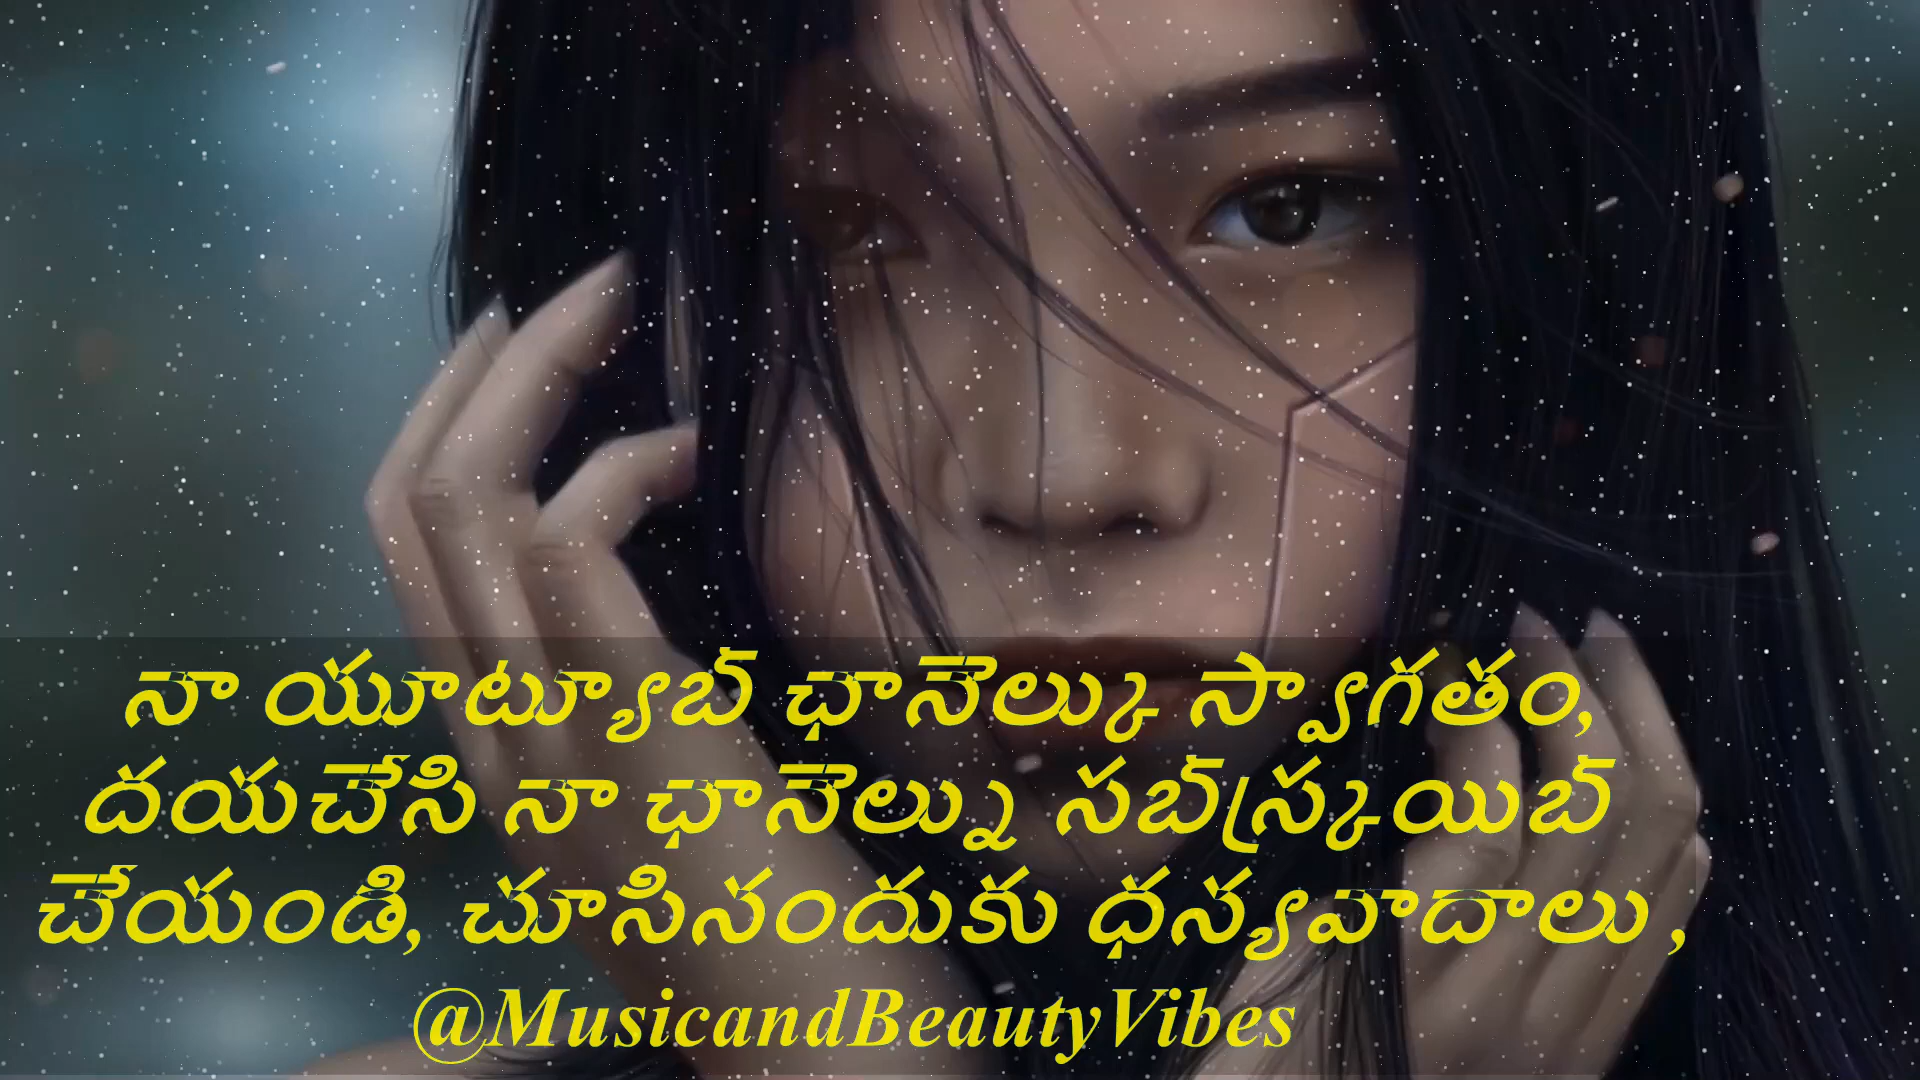 నా యూట్యూబ్ ఛానెల్కు స్వాగతం,
దయచేసి నా ఛానెల్ను సబ్‌స్క్రయిబ్
చేయండి, చూసినందుకు ధన్యవాదాలు ,
@MusicandBeautyVibes